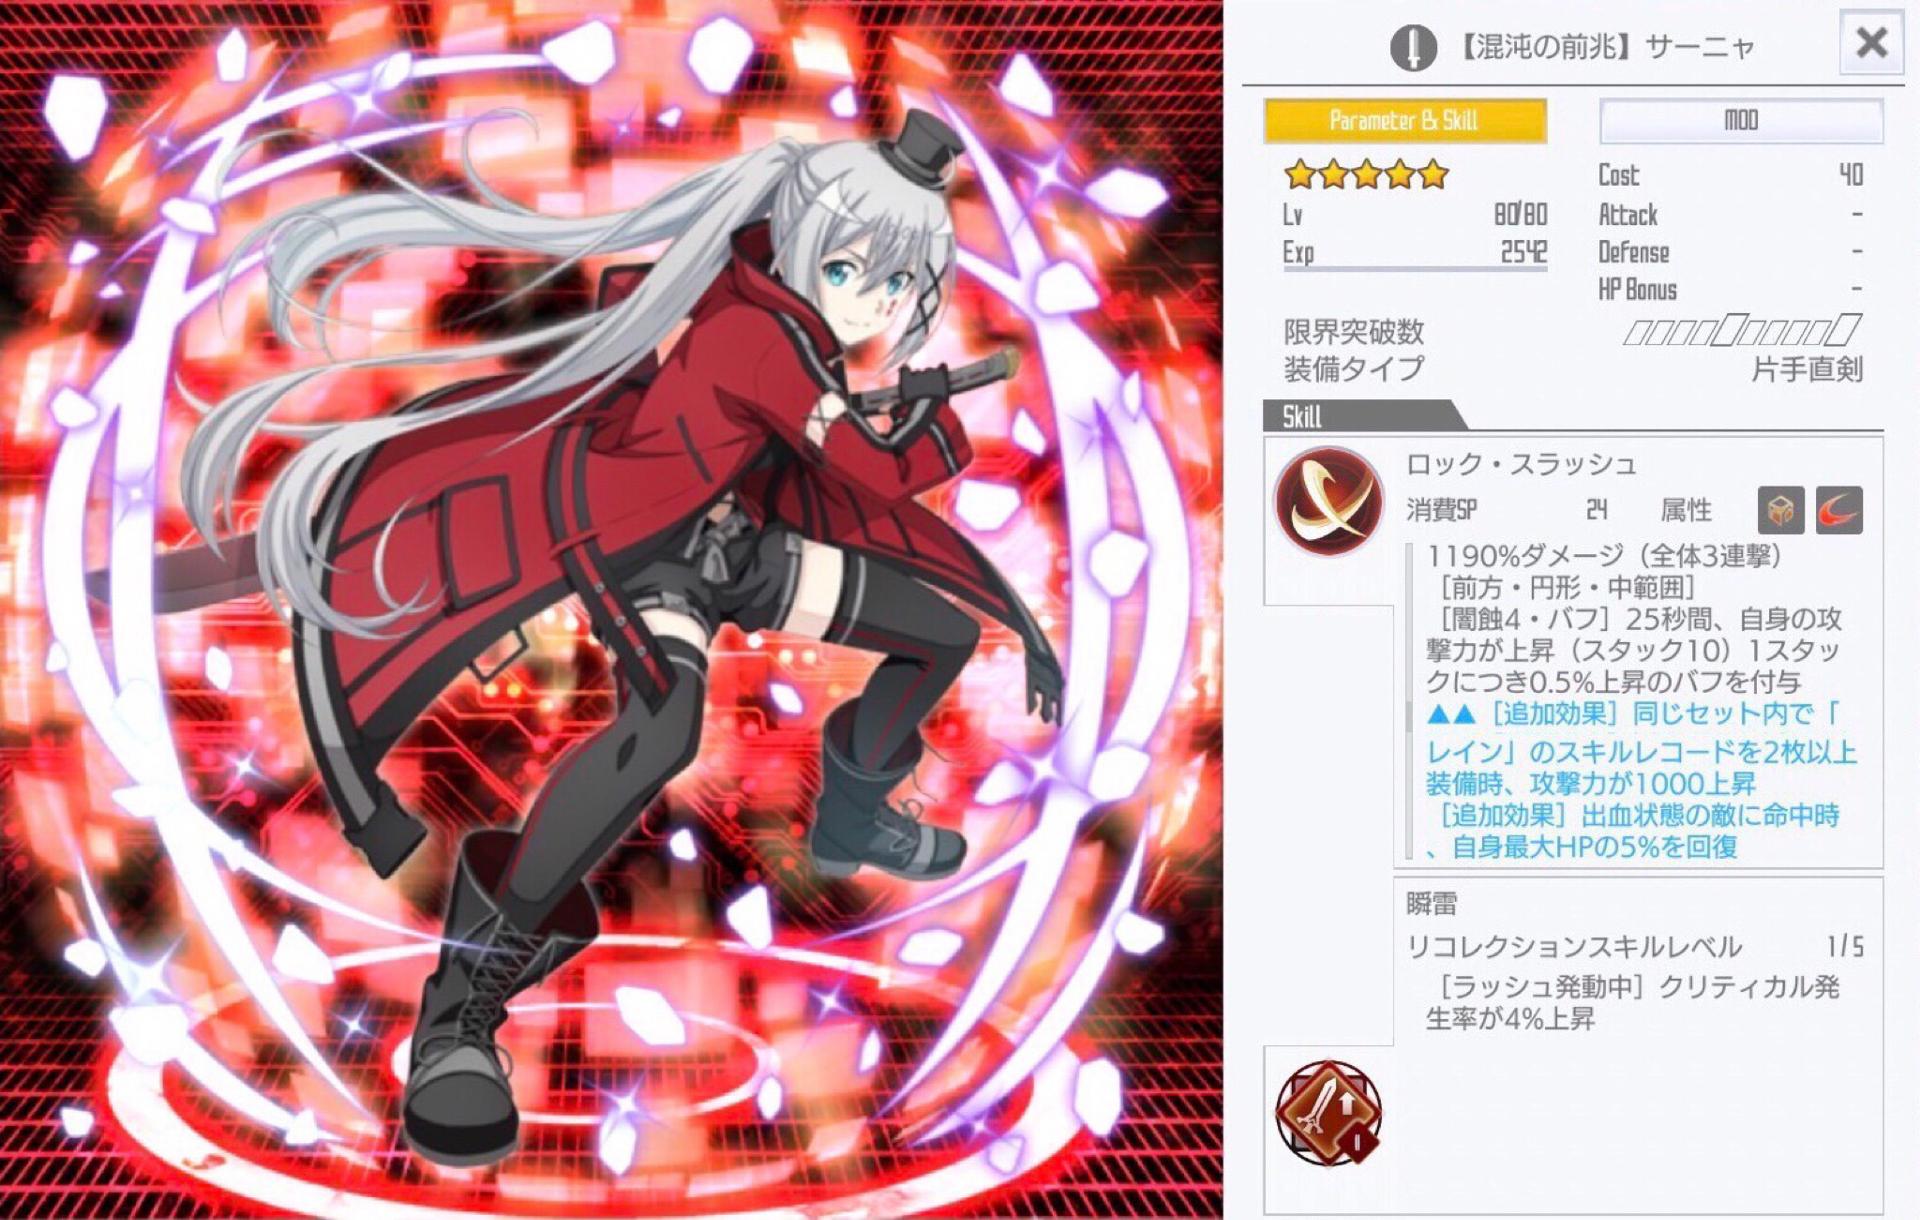 【混沌の前兆】サーニャ
Parameter & Skill
MOD
Lv 80/80
Exp 2542
Cost 40
Attack -
Defense -
HP Bonus -
限界突破数
装備タイプ 片手直剣
Skill
ロック・スラッシュ
消費SP 24 属性
1190%ダメージ（全体3連撃）
［前方・円形・中範囲］
［闇蝕4・バフ］25秒間、自身の攻
撃力が上昇（スタック10）1スタッ
クにつき0.5%上昇のバフを付与
▲▲［追加効果］同じセット内で「
レイン」のスキルレコードを2枚以上
装備時、攻撃力が1000上昇
［追加効果］出血状態の敵に命中時
、自身最大HPの5%を回復
瞬雷
リコレクションスキルレベル 1/5
［ラッシュ発動中］クリティカル発
生率が4%上昇
I